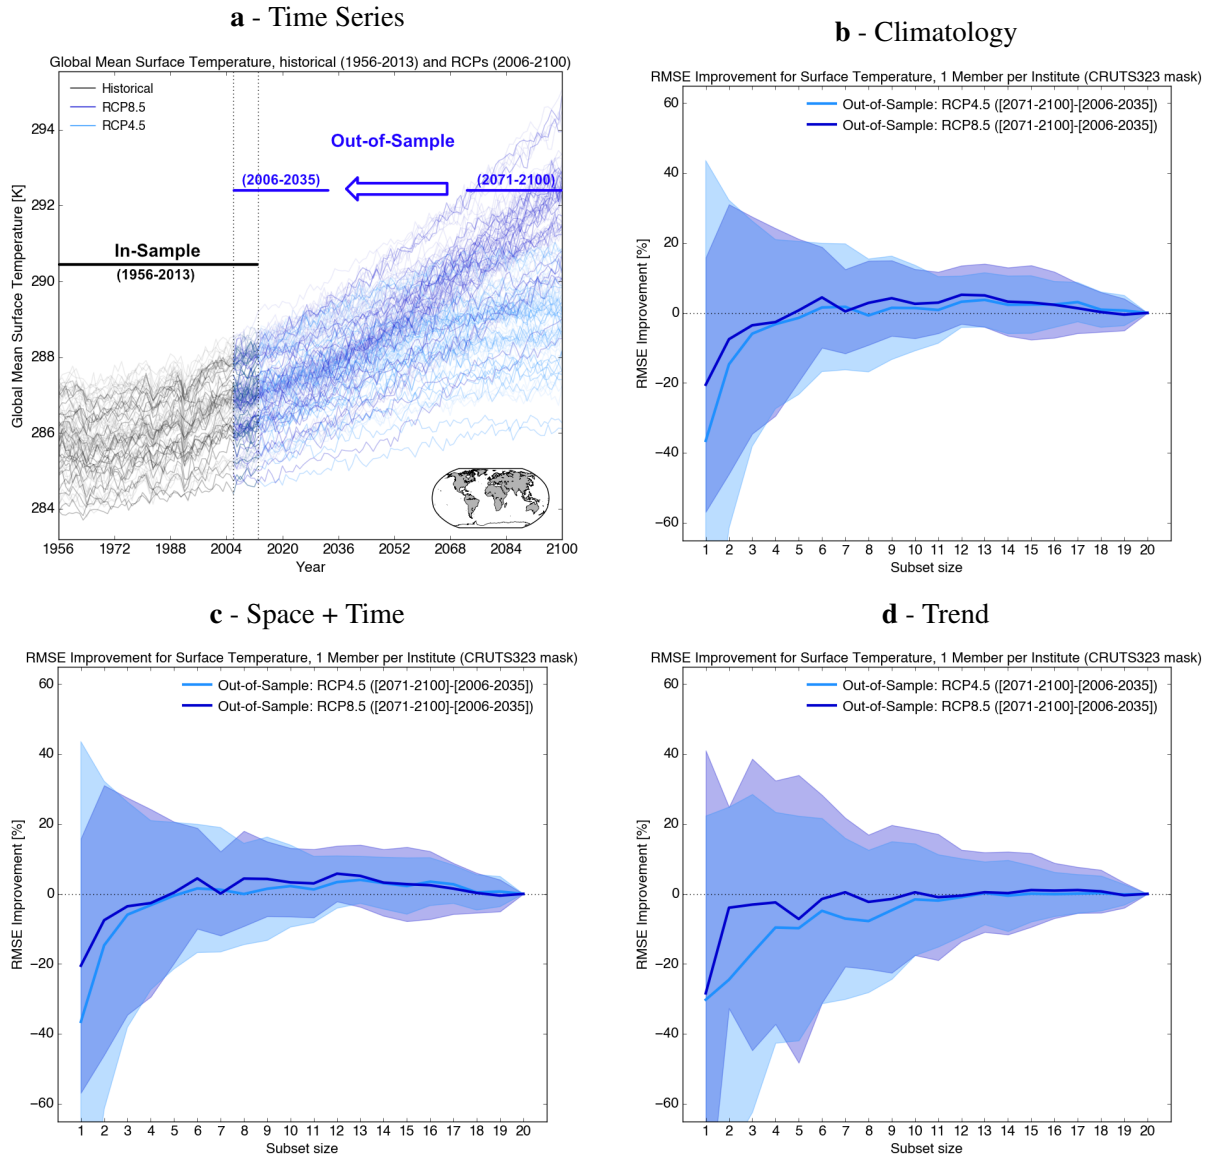 a - Time Series
Global Mean Surface Temperature, historical (1956-2013) and RCPs (2006-2100)
Historical
RCP8.5
RCP4.5
Out-of-Sample
(2006-2035)
(2071-2100)
In-Sample
(1956-2013)
Global Mean Surface Temperature [K]
294
292
290
288
286
284
1956 1972 1988 2004 2020 2036 2052 2068 2084 2100
Year
b - Climatology
RMSE Improvement for Surface Temperature, 1 Member per Institute (CRUTS323 mask)
Out-of-Sample: RCP4.5 ([2071-2100]-[2006-2035])
Out-of-Sample: RCP8.5 ([2071-2100]-[2006-2035])
RMSE Improvement [%]
60
40
20
0
−20
−40
−60
1 2 3 4 5 6 7 8 9 10 11 12 13 14 15 16 17 18 19 20
Subset size
c - Space + Time
RMSE Improvement for Surface Temperature, 1 Member per Institute (CRUTS323 mask)
Out-of-Sample: RCP4.5 ([2071-2100]-[2006-2035])
Out-of-Sample: RCP8.5 ([2071-2100]-[2006-2035])
RMSE Improvement [%]
60
40
20
0
−20
−40
−60
1 2 3 4 5 6 7 8 9 10 11 12 13 14 15 16 17 18 19 20
Subset size
d - Trend
RMSE Improvement for Surface Temperature, 1 Member per Institute (CRUTS323 mask)
Out-of-Sample: RCP4.5 ([2071-2100]-[2006-2035])
Out-of-Sample: RCP8.5 ([2071-2100]-[2006-2035])
RMSE Improvement [%]
60
40
20
0
−20
−40
−60
1 2 3 4 5 6 7 8 9 10 11 12 13 14 15 16 17 18 19 20
Subset size